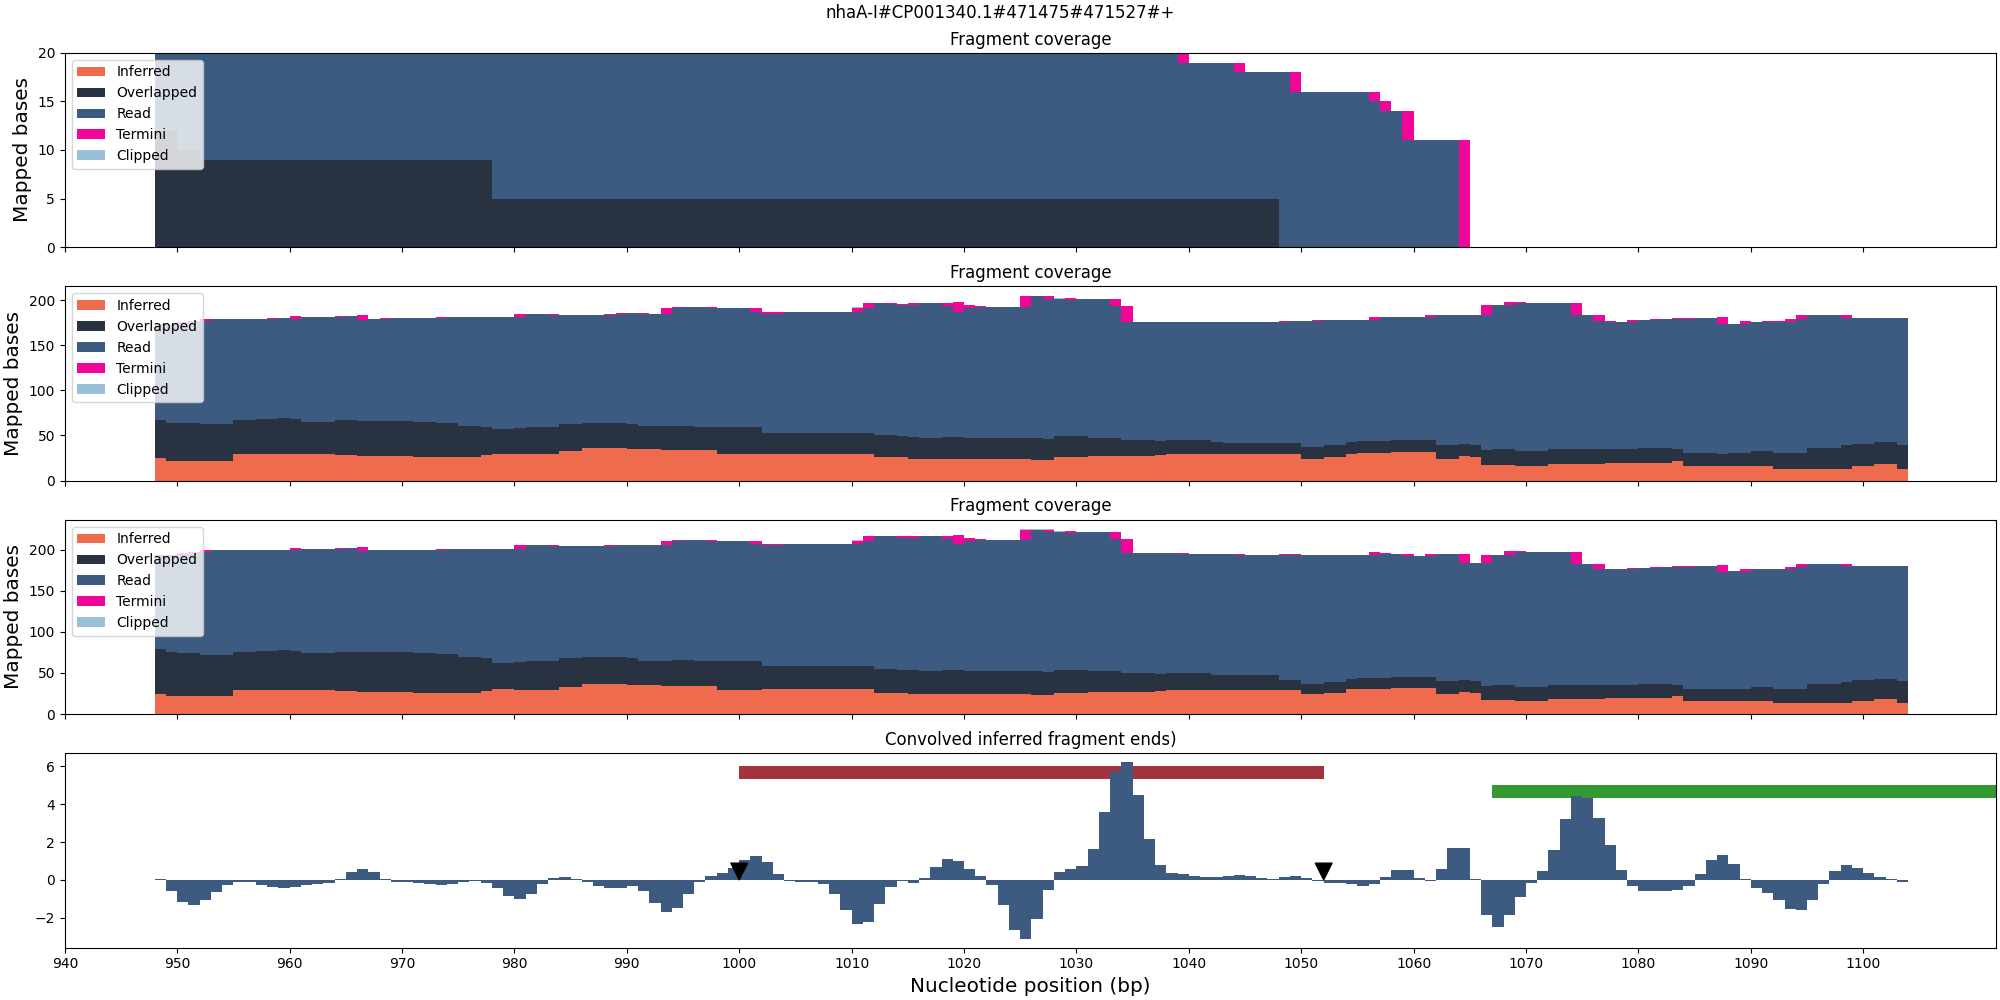 nhaA-I#CP001340.1#471475#471527#+
Fragment coverage
Mapped bases
20
15
10
5
0
Inferred
Overlapped
Read
Termini
Clipped
Fragment coverage
Mapped bases
200
150
100
50
0
Inferred
Overlapped
Read
Termini
Clipped
Fragment coverage
Mapped bases
200
150
100
50
0
Inferred
Overlapped
Read
Termini
Clipped
Convolved inferred fragment ends)
6
4
2
0
−2
940 950 960 970 980 990 1000 1010 1020 1030 1040 1050 1060 1070 1080 1090 1100
Nucleotide position (bp)